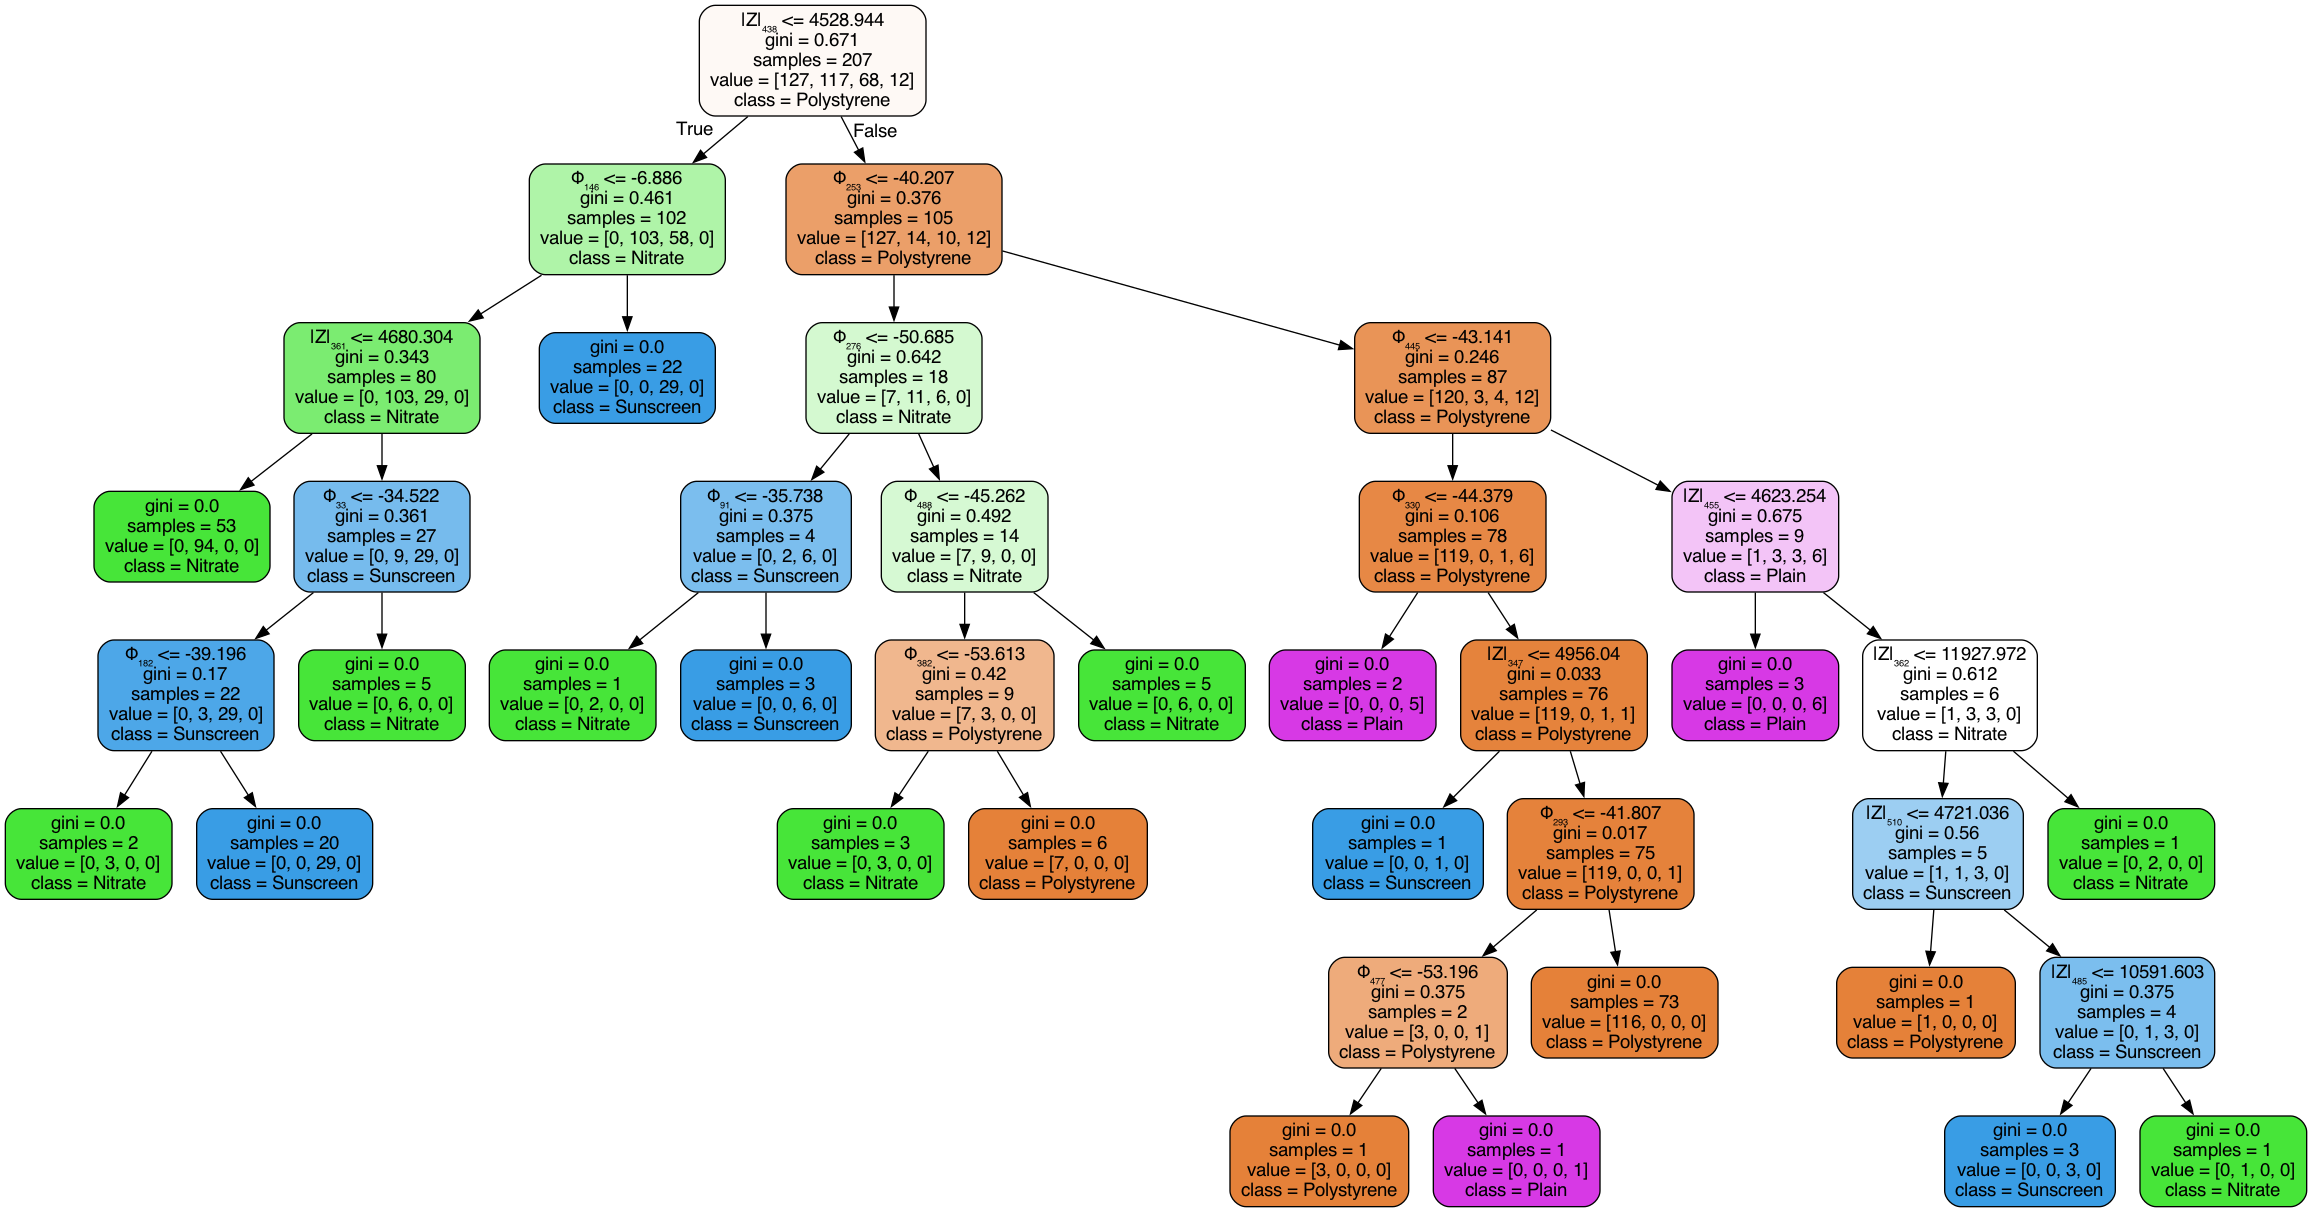 |Z|₄₃₈ <= 4528.944
gini = 0.671
samples = 207
value = [127, 117, 68, 12]
class = Polystyrene
True
False
Φ₁₄₆ <= -6.886
gini = 0.461
samples = 102
value = [0, 103, 58, 0]
class = Nitrate
Φ₂₅₃ <= -40.207
gini = 0.376
samples = 105
value = [127, 14, 10, 12]
class = Polystyrene
|Z|₃₆₁ <= 4680.304
gini = 0.343
samples = 80
value = [0, 103, 29, 0]
class = Nitrate
gini = 0.0
samples = 22
value = [0, 0, 29, 0]
class = Sunscreen
Φ₂₇₆ <= -50.685
gini = 0.642
samples = 18
value = [7, 11, 6, 0]
class = Nitrate
Φ₄₄₅ <= -43.141
gini = 0.246
samples = 87
value = [120, 3, 4, 12]
class = Polystyrene
gini = 0.0
samples = 53
value = [0, 94, 0, 0]
class = Nitrate
Φ₃₃ <= -34.522
gini = 0.361
samples = 27
value = [0, 9, 29, 0]
class = Sunscreen
Φ₉₁ <= -35.738
gini = 0.375
samples = 4
value = [0, 2, 6, 0]
class = Sunscreen
Φ₄₈₈ <= -45.262
gini = 0.492
samples = 14
value = [7, 9, 0, 0]
class = Nitrate
Φ₃₃₀ <= -44.379
gini = 0.106
samples = 78
value = [119, 0, 1, 6]
class = Polystyrene
|Z|₄₅₅ <= 4623.254
gini = 0.675
samples = 9
value = [1, 3, 3, 6]
class = Plain
Φ₁₈₂ <= -39.196
gini = 0.17
samples = 22
value = [0, 3, 29, 0]
class = Sunscreen
gini = 0.0
samples = 5
value = [0, 6, 0, 0]
class = Nitrate
gini = 0.0
samples = 1
value = [0, 2, 0, 0]
class = Nitrate
gini = 0.0
samples = 3
value = [0, 0, 6, 0]
class = Sunscreen
Φ₃₈₂ <= -53.613
gini = 0.42
samples = 9
value = [7, 3, 0, 0]
class = Polystyrene
gini = 0.0
samples = 5
value = [0, 6, 0, 0]
class = Nitrate
gini = 0.0
samples = 2
value = [0, 0, 0, 5]
class = Plain
|Z|₃₄₇ <= 4956.04
gini = 0.033
samples = 76
value = [119, 0, 1, 1]
class = Polystyrene
gini = 0.0
samples = 3
value = [0, 0, 0, 6]
class = Plain
|Z|₃₆₂ <= 11927.972
gini = 0.612
samples = 6
value = [1, 3, 3, 0]
class = Nitrate
gini = 0.0
samples = 2
value = [0, 3, 0, 0]
class = Nitrate
gini = 0.0
samples = 20
value = [0, 0, 29, 0]
class = Sunscreen
gini = 0.0
samples = 3
value = [0, 3, 0, 0]
class = Nitrate
gini = 0.0
samples = 6
value = [7, 0, 0, 0]
class = Polystyrene
gini = 0.0
samples = 1
value = [0, 0, 1, 0]
class = Sunscreen
Φ₂₉₃ <= -41.807
gini = 0.017
samples = 75
value = [119, 0, 0, 1]
class = Polystyrene
|Z|₅₁₀ <= 4721.036
gini = 0.56
samples = 5
value = [1, 1, 3, 0]
class = Sunscreen
gini = 0.0
samples = 1
value = [0, 2, 0, 0]
class = Nitrate
Φ₄₇₇ <= -53.196
gini = 0.375
samples = 2
value = [3, 0, 0, 1]
class = Polystyrene
gini = 0.0
samples = 73
value = [116, 0, 0, 0]
class = Polystyrene
gini = 0.0
samples = 1
value = [1, 0, 0, 0]
class = Polystyrene
|Z|₄₈₅ <= 10591.603
gini = 0.375
samples = 4
value = [0, 1, 3, 0]
class = Sunscreen
gini = 0.0
samples = 1
value = [3, 0, 0, 0]
class = Polystyrene
gini = 0.0
samples = 1
value = [0, 0, 0, 1]
class = Plain
gini = 0.0
samples = 3
value = [0, 0, 3, 0]
class = Sunscreen
gini = 0.0
samples = 1
value = [0, 1, 0, 0]
class = Nitrate